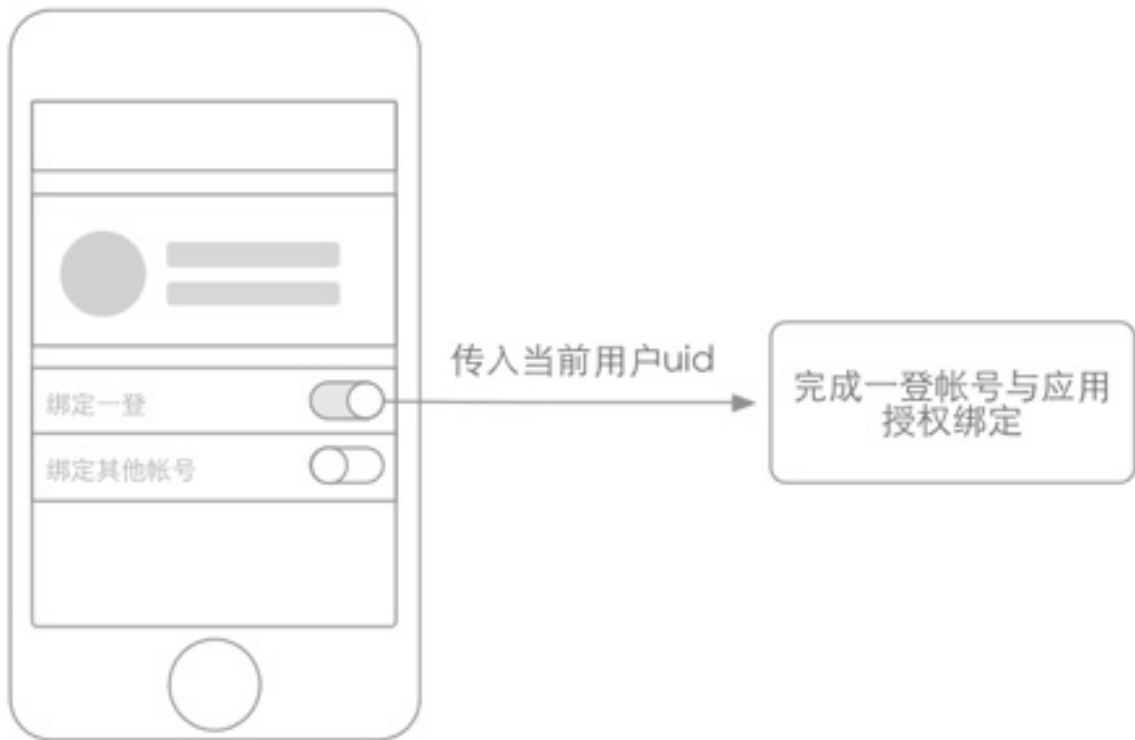 传入当前用户uid
完成一登帐号与应用
授权绑定
绑定一登
绑定其他帐号